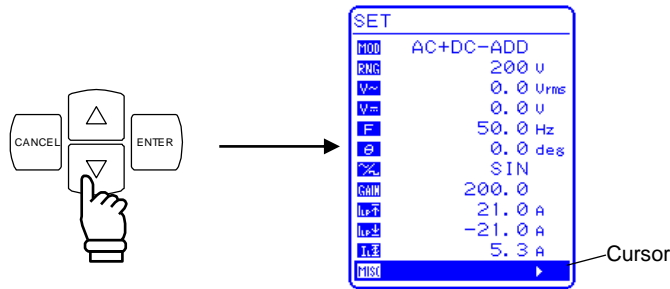 SET
MOD AC+DC-ADD
RNG 200 V
V~ 0.0 Vrms
V⎓ 0.0 V
F 50.0 Hz
θ 0.0 deg
SIN
GAIN 200.0
21.0 A
-21.0 A
5.3 A
MISC ▶
CANCEL
△
▽
ENTER
Cursor